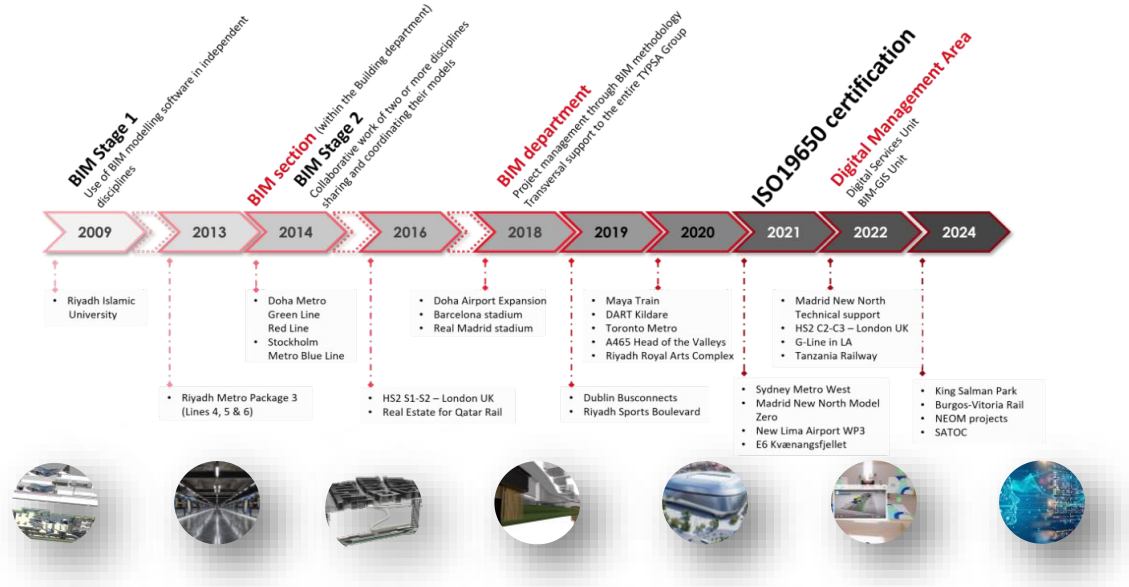 BIM Stage 1
Use of BIM modelling software in independent
disciplines
BIM section (within the Building department)
BIM Stage 2
Collaborative work of two or more disciplines
sharing and coordinating their models
BIM department
Project management through BIM methodology
Transversal support to the entire TYPSA Group
ISO19650 certification
Digital Management Area
Digital Services Unit
BIM-GIS Unit
2009
2013
2014
2016
2018
2019
2020
2021
2022
2024
• Riyadh Islamic
University
• Doha Metro
Green Line
Red Line
• Stockholm
Metro Blue Line
• Doha Airport Expansion
• Barcelona stadium
• Real Madrid stadium
• Maya Train
• DART Kildare
• Toronto Metro
• A465 Head of the Valleys
• Riyadh Royal Arts Complex
• Madrid New North
Technical support
• HS2 C2-C3 – London UK
• G-Line in LA
• Tanzania Railway
• Riyadh Metro Package 3
(Lines 4, 5 & 6)
• HS2 S1-S2 – London UK
• Real Estate for Qatar Rail
• Dublin Busconnects
• Riyadh Sports Boulevard
• Sydney Metro West
• Madrid New North Model
Zero
• New Lima Airport WP3
• E6 Kvænangsfjellet
• King Salman Park
• Burgos-Vitoria Rail
• NEOM projects
• SATOC